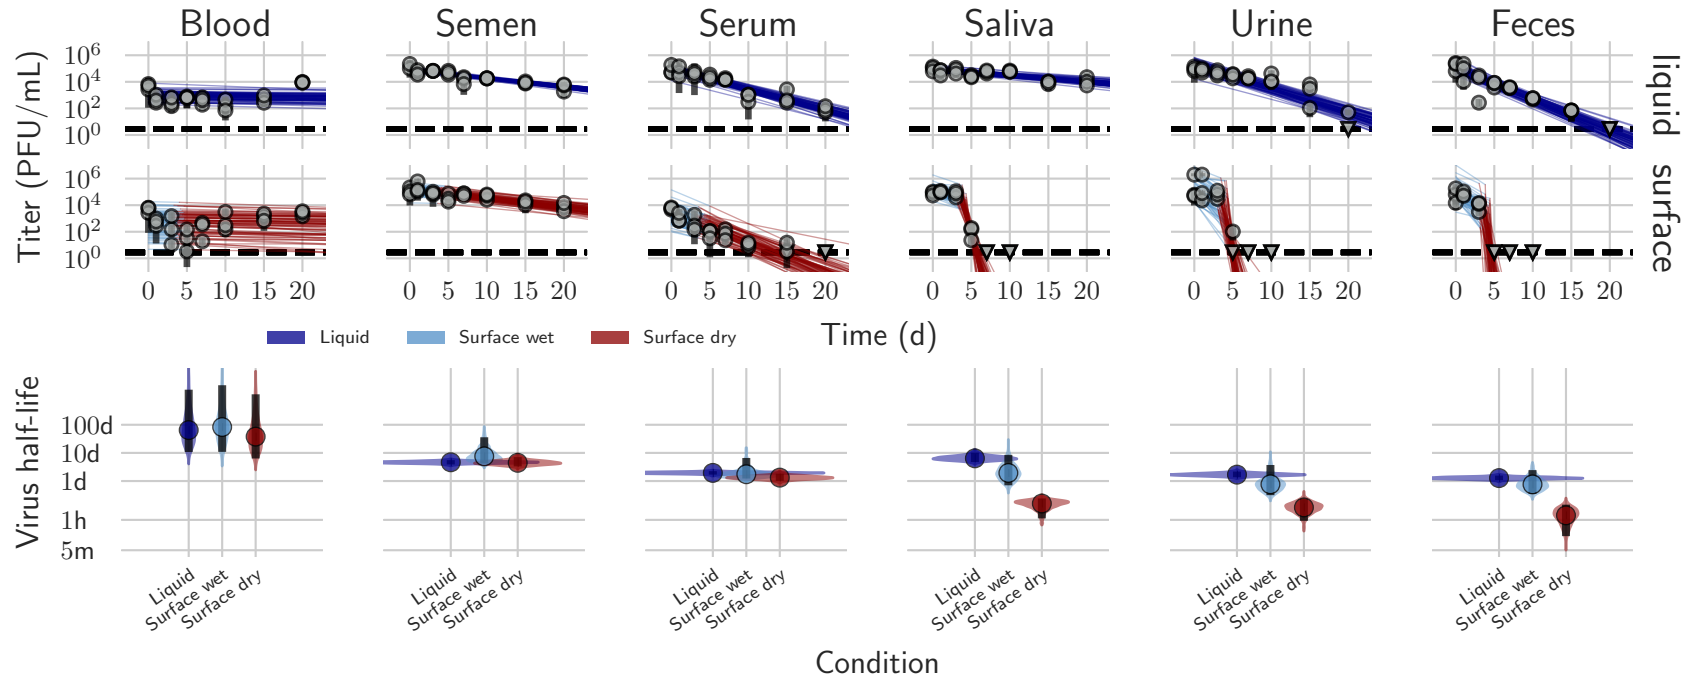 Blood Semen Serum Saliva Urine Feces
Titer (PFU/mL)
10^6
10^4
10^2
10^0
liquid
10^6
10^4
10^2
10^0
surface
0 5 10 15 20 0 5 10 15 20 0 5 10 15 20 0 5 10 15 20 0 5 10 15 20 0 5 10 15 20
Time (d)
Liquid Surface wet Surface dry
Virus half-life
100d
10d
1d
1h
5m
Liquid Surface wet Surface dry Liquid Surface wet Surface dry Liquid Surface wet Surface dry Liquid Surface wet Surface dry Liquid Surface wet Surface dry Liquid Surface wet Surface dry
Condition